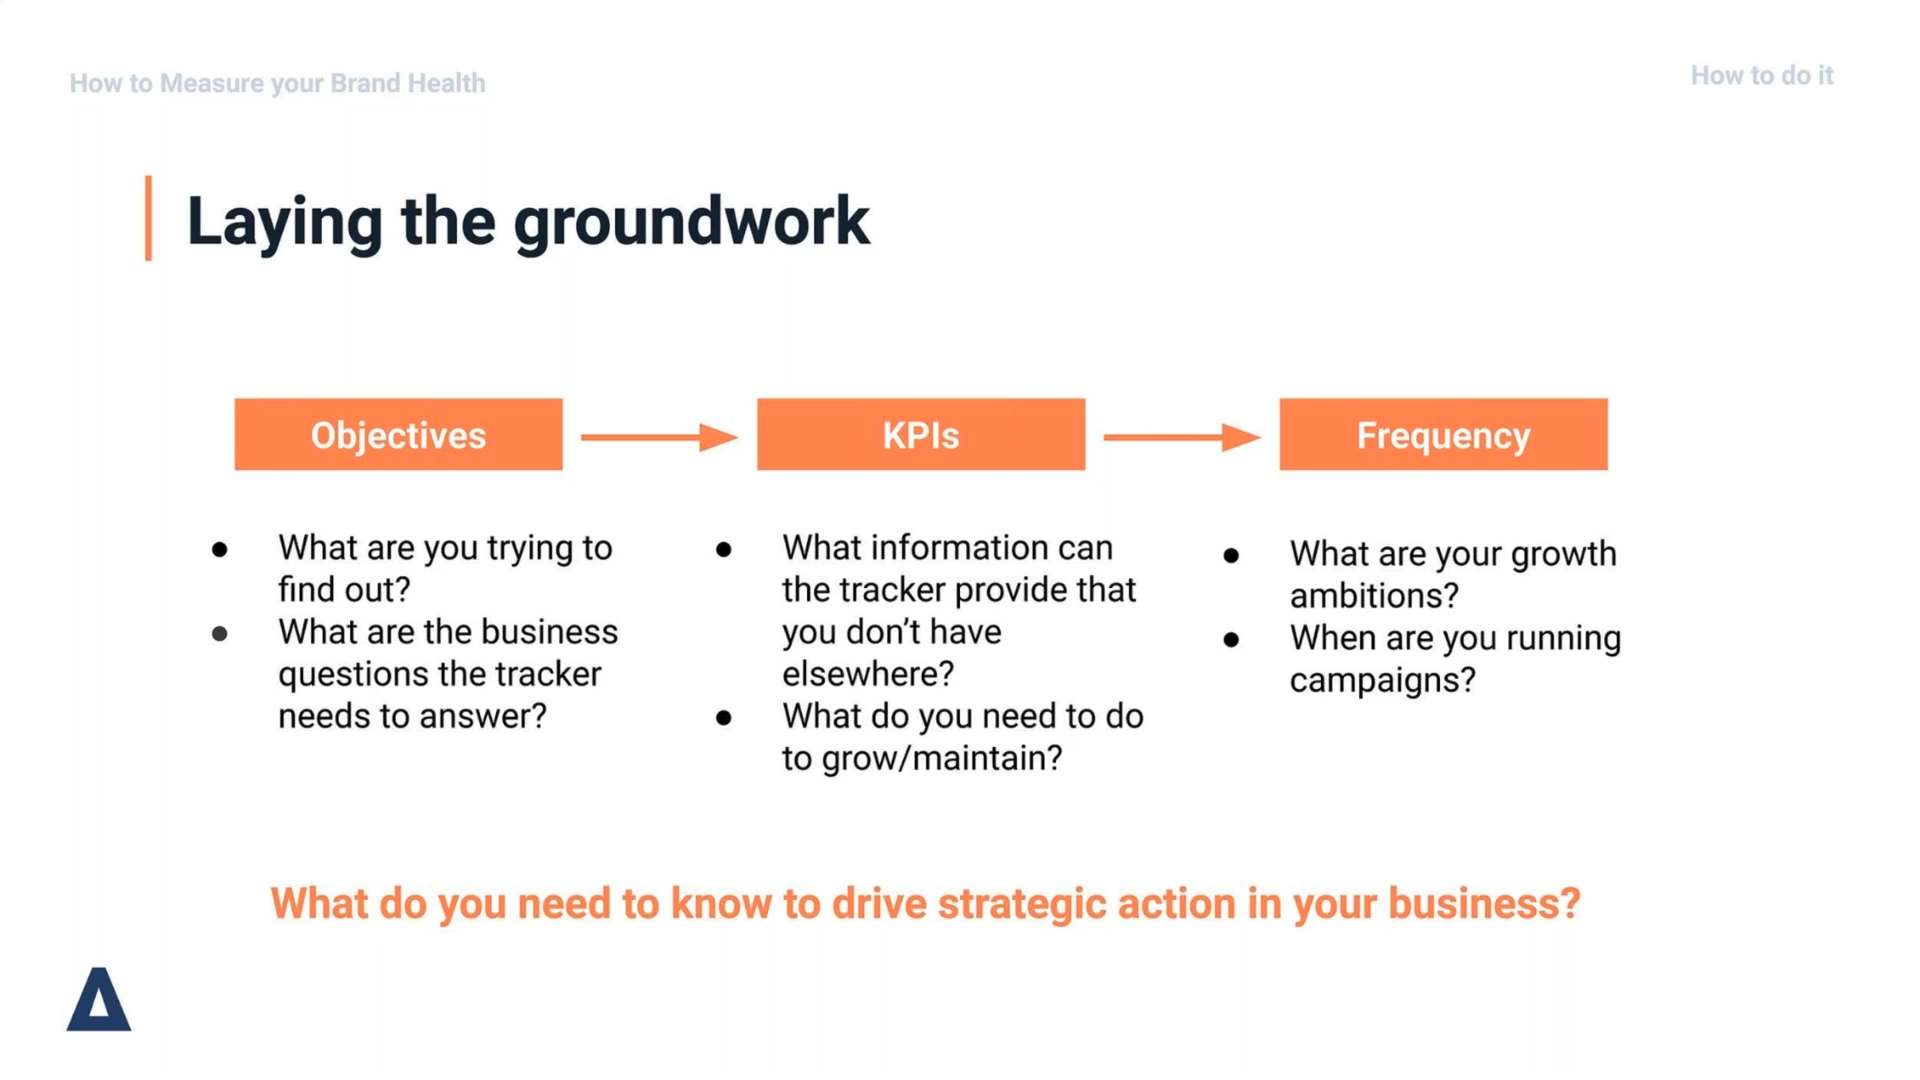 How to Measure your Brand Health
How to do it
Laying the groundwork
Objectives
KPIs
Frequency
● What are you trying to
find out?
● What are the business
questions the tracker
needs to answer?
● What information can
the tracker provide that
you don’t have
elsewhere?
● What do you need to do
to grow/maintain?
● What are your growth
ambitions?
● When are you running
campaigns?
What do you need to know to drive strategic action in your business?